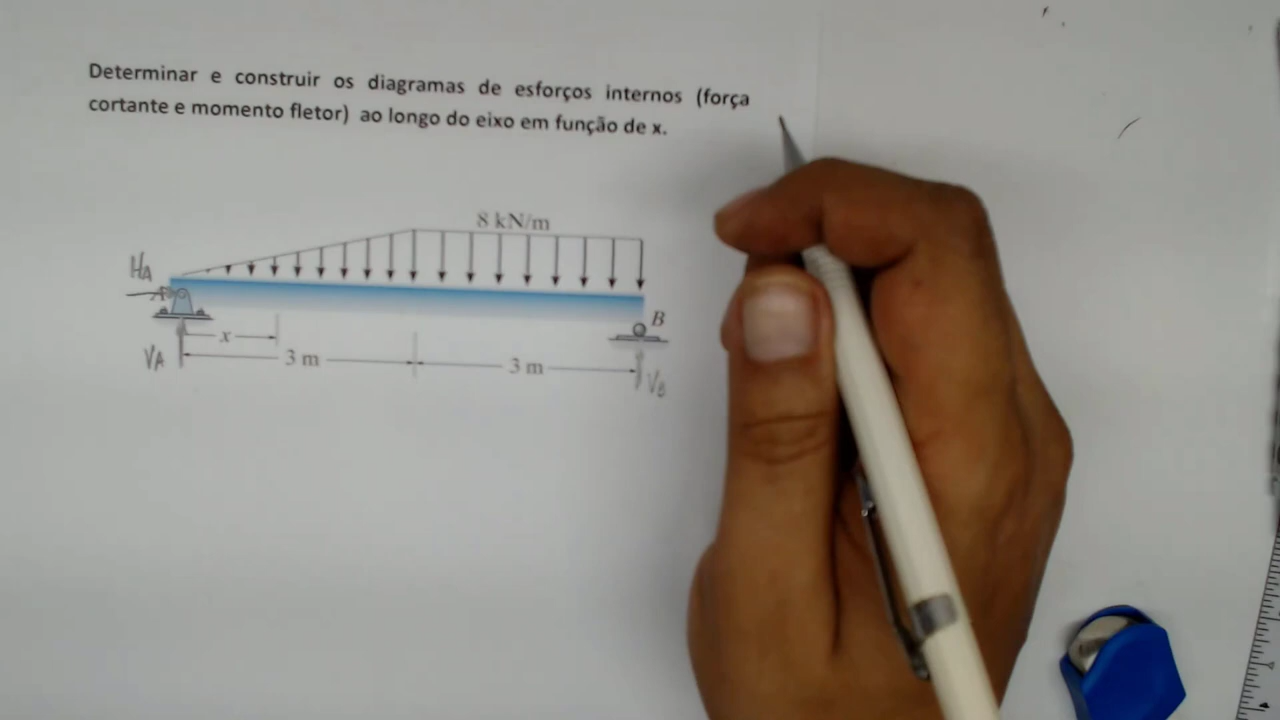 Determinar e construir os diagramas de esforços internos (força
cortante e momento fletor) ao longo do eixo em função de x.
8 kN/m
HA
A
B
x
VA
3 m
3 m
VB